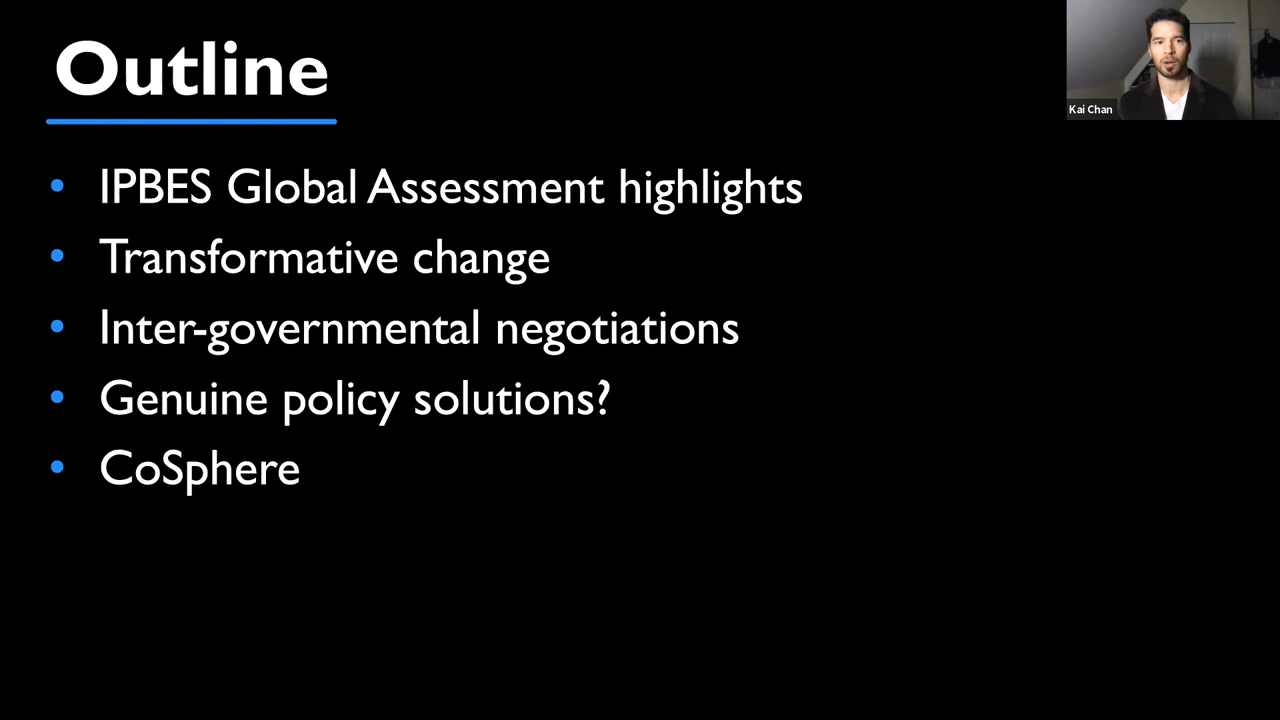 Outline
Kai Chan
• IPBES Global Assessment highlights
• Transformative change
• Inter-governmental negotiations
• Genuine policy solutions?
• CoSphere